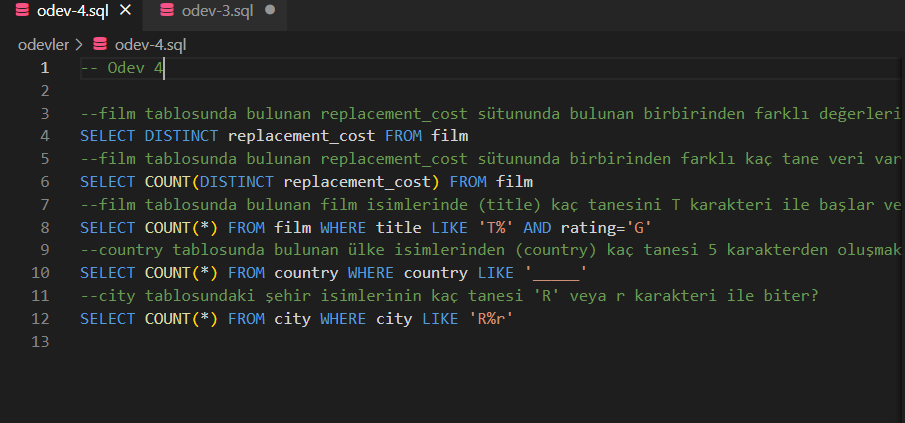 odev-4.sql × odev-3.sql ●
odevler > odev-4.sql
1 -- Odev 4
2
3 --film tablosunda bulunan replacement_cost sütununda bulunan birbirinden farklı değerleri
4 SELECT DISTINCT replacement_cost FROM film
5 --film tablosunda bulunan replacement_cost sütununda birbirinden farklı kaç tane veri var
6 SELECT COUNT(DISTINCT replacement_cost) FROM film
7 --film tablosunda bulunan film isimlerinde (title) kaç tanesini T karakteri ile başlar ve
8 SELECT COUNT(*) FROM film WHERE title LIKE 'T%' AND rating='G'
9 --country tablosunda bulunan ülke isimlerinden (country) kaç tanesi 5 karakterden oluşmak
10 SELECT COUNT(*) FROM country WHERE country LIKE '_____'
11 --city tablosundaki şehir isimlerinin kaç tanesi 'R' veya r karakteri ile biter?
12 SELECT COUNT(*) FROM city WHERE city LIKE 'R%r'
13